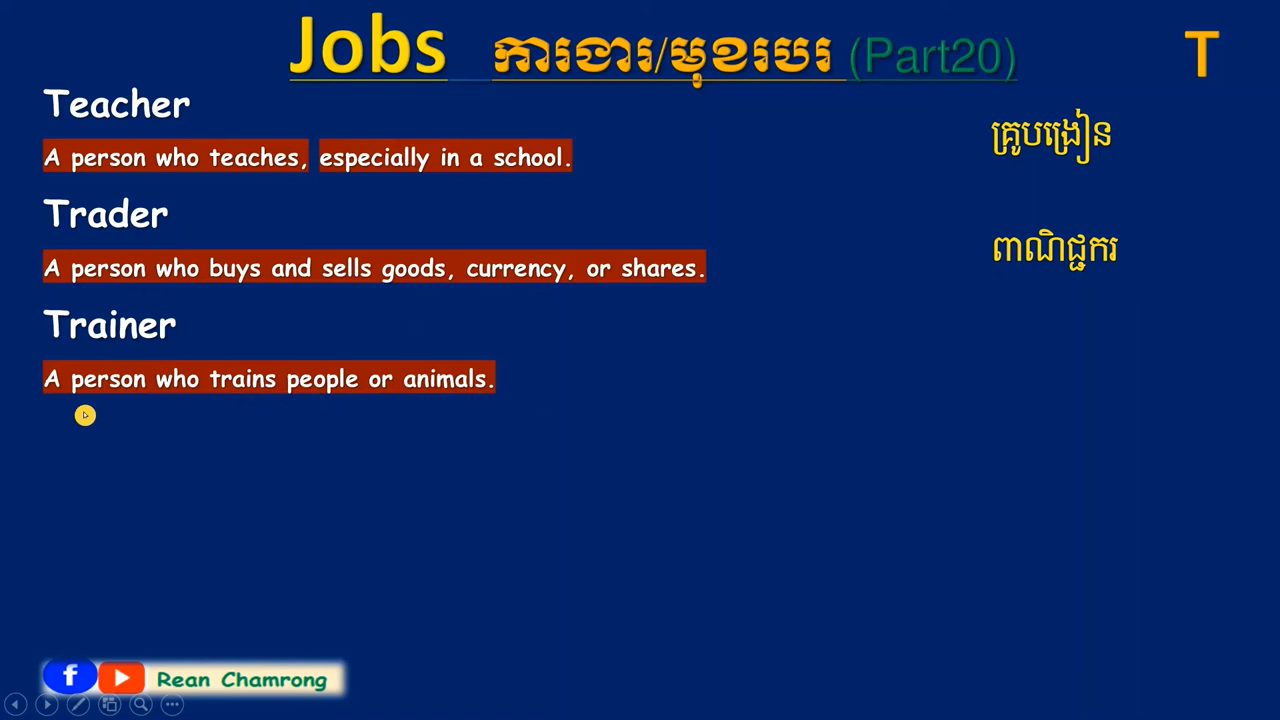 Jobs ការងារ/មុខរបរ (Part20) T
Teacher
គ្រូបង្រៀន
A person who teaches, especially in a school.
Trader
ពាណិជ្ជករ
A person who buys and sells goods, currency, or shares.
Trainer
A person who trains people or animals.
f Rean Chamrong